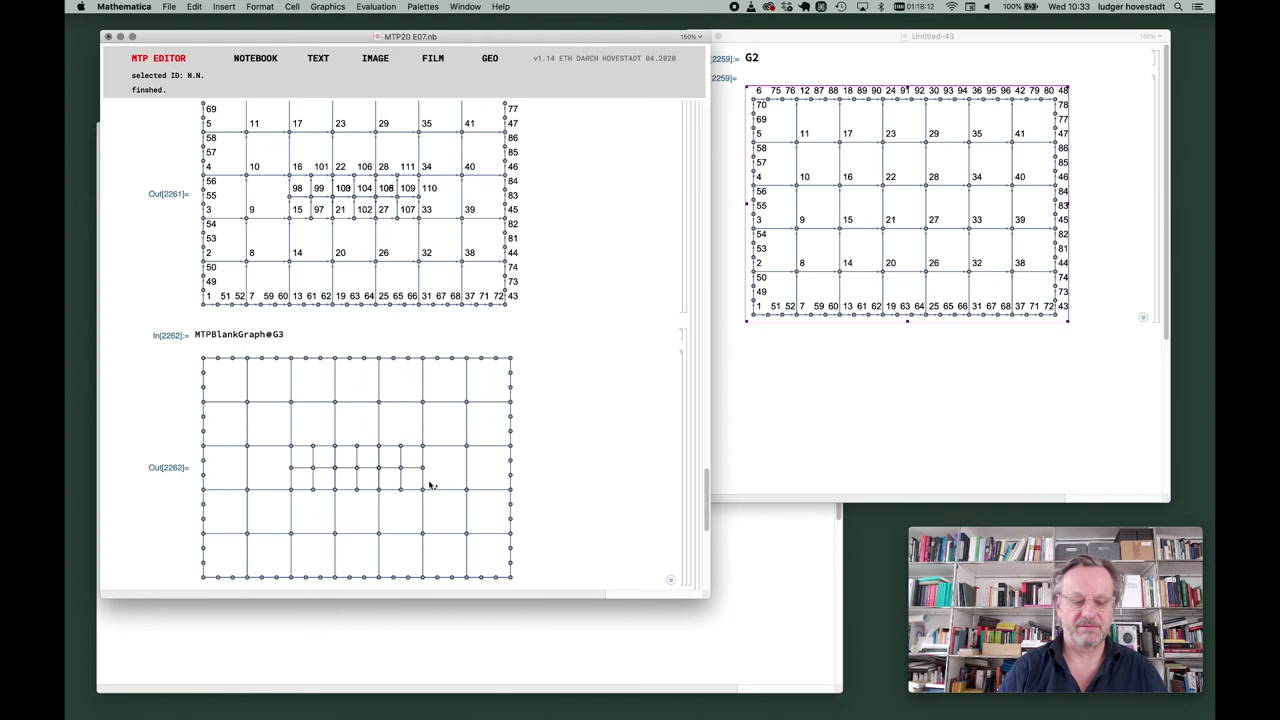 Mathematica File Edit Insert Format Cell Graphics Evaluation Palettes Window Help 01:18:12 100% Wed 10:33 ludger hovestadt
MTP20 E07.nb 150%
Untitled-43 150%
MTP EDITOR NOTEBOOK TEXT IMAGE FILM GEO v1.14 ETH DARCH HOVESTADT 04.2020
selected ID: N.N.
finshed.
69 77
5 11 17 23 29 35 41 47
58 86
57 85
4 10 16 101 22 106 28 111 34 40 46
56 84
98 99 104 109 110
Out[2261]=
55 83
3 9 15 97 21 102 27 107 33 39 45
54 82
53 81
2 8 14 20 26 32 38 44
50 74
49 73
1 51 52 7 59 60 13 61 62 19 63 64 25 65 66 31 67 68 37 71 72 43
In[2262]:= MTPBlankGraph@G3
Out[2262]=
[2259]:= G2
[2259]=
6 75 76 12 87 88 18 89 90 24 91 92 30 93 94 36 95 96 42 79 80 48
70 78
69 77
5 11 17 23 29 35 41 47
58 86
57 85
4 10 16 22 28 34 40 46
56 84
55 83
3 9 15 21 27 33 39 45
54 82
53 81
2 8 14 20 26 32 38 44
50 74
49 73
1 51 52 7 59 60 13 61 62 19 63 64 25 65 66 31 67 68 37 71 72 43